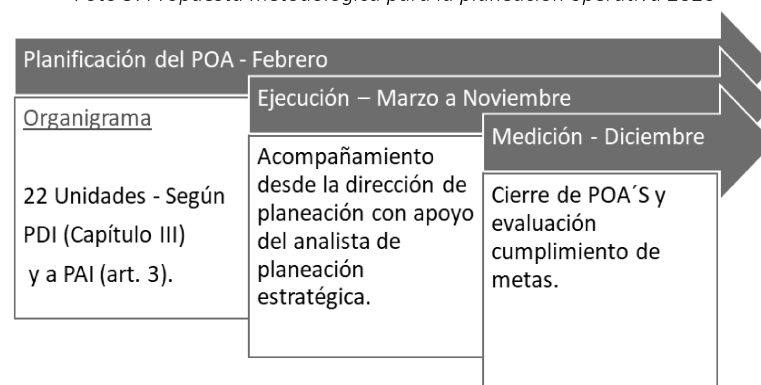 Planificación del POA - Febrero
Organigrama
22 Unidades - Según
PDI (Capítulo III)
y a PAI (art. 3).
Ejecución – Marzo a Noviembre
Acompañamiento
desde la dirección de
planeación con apoyo
del analista de
planeación
estratégica.
Medición - Diciembre
Cierre de POA´S y
evaluación
cumplimiento de
metas.